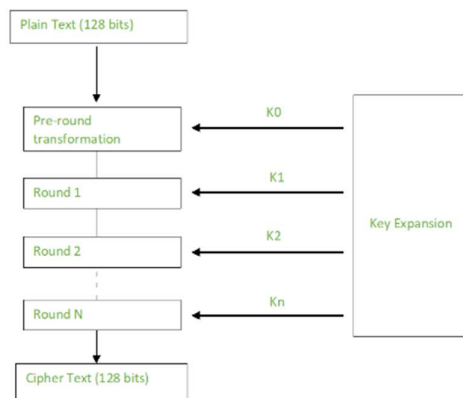 Plain Text (128 bits)
Pre-round
transformation
K0
Round 1
K1
Key Expansion
Round 2
K2
Round N
Kn
Cipher Text (128 bits)